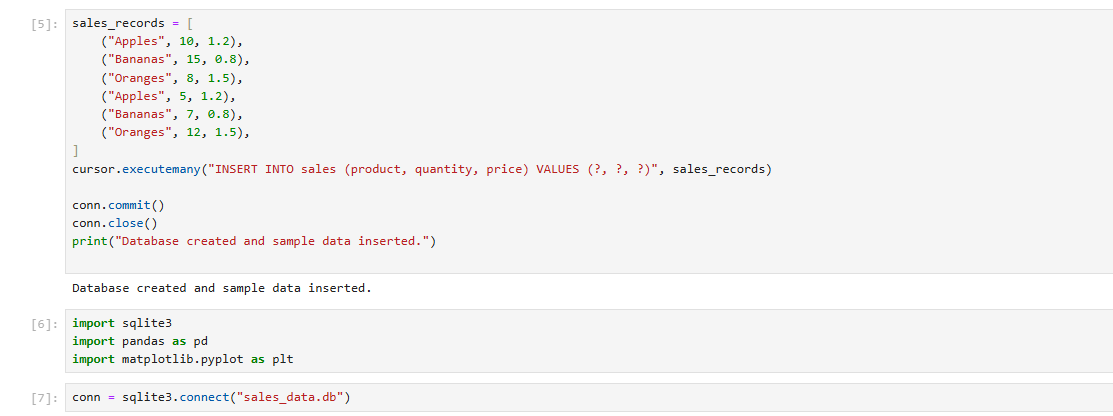 [5]: sales_records = [
("Apples", 10, 1.2),
("Bananas", 15, 0.8),
("Oranges", 8, 1.5),
("Apples", 5, 1.2),
("Bananas", 7, 0.8),
("Oranges", 12, 1.5),
]
cursor.executemany("INSERT INTO sales (product, quantity, price) VALUES (?, ?, ?)", sales_records)
conn.commit()
conn.close()
print("Database created and sample data inserted.")
Database created and sample data inserted.
[6]: import sqlite3
import pandas as pd
import matplotlib.pyplot as plt
[7]: conn = sqlite3.connect("sales_data.db")